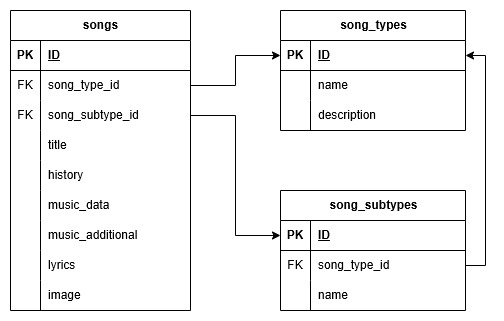 songs
PK ID
FK song_type_id
FK song_subtype_id
title
history
music_data
music_additional
lyrics
image
song_types
PK ID
name
description
song_subtypes
PK ID
FK song_type_id
name